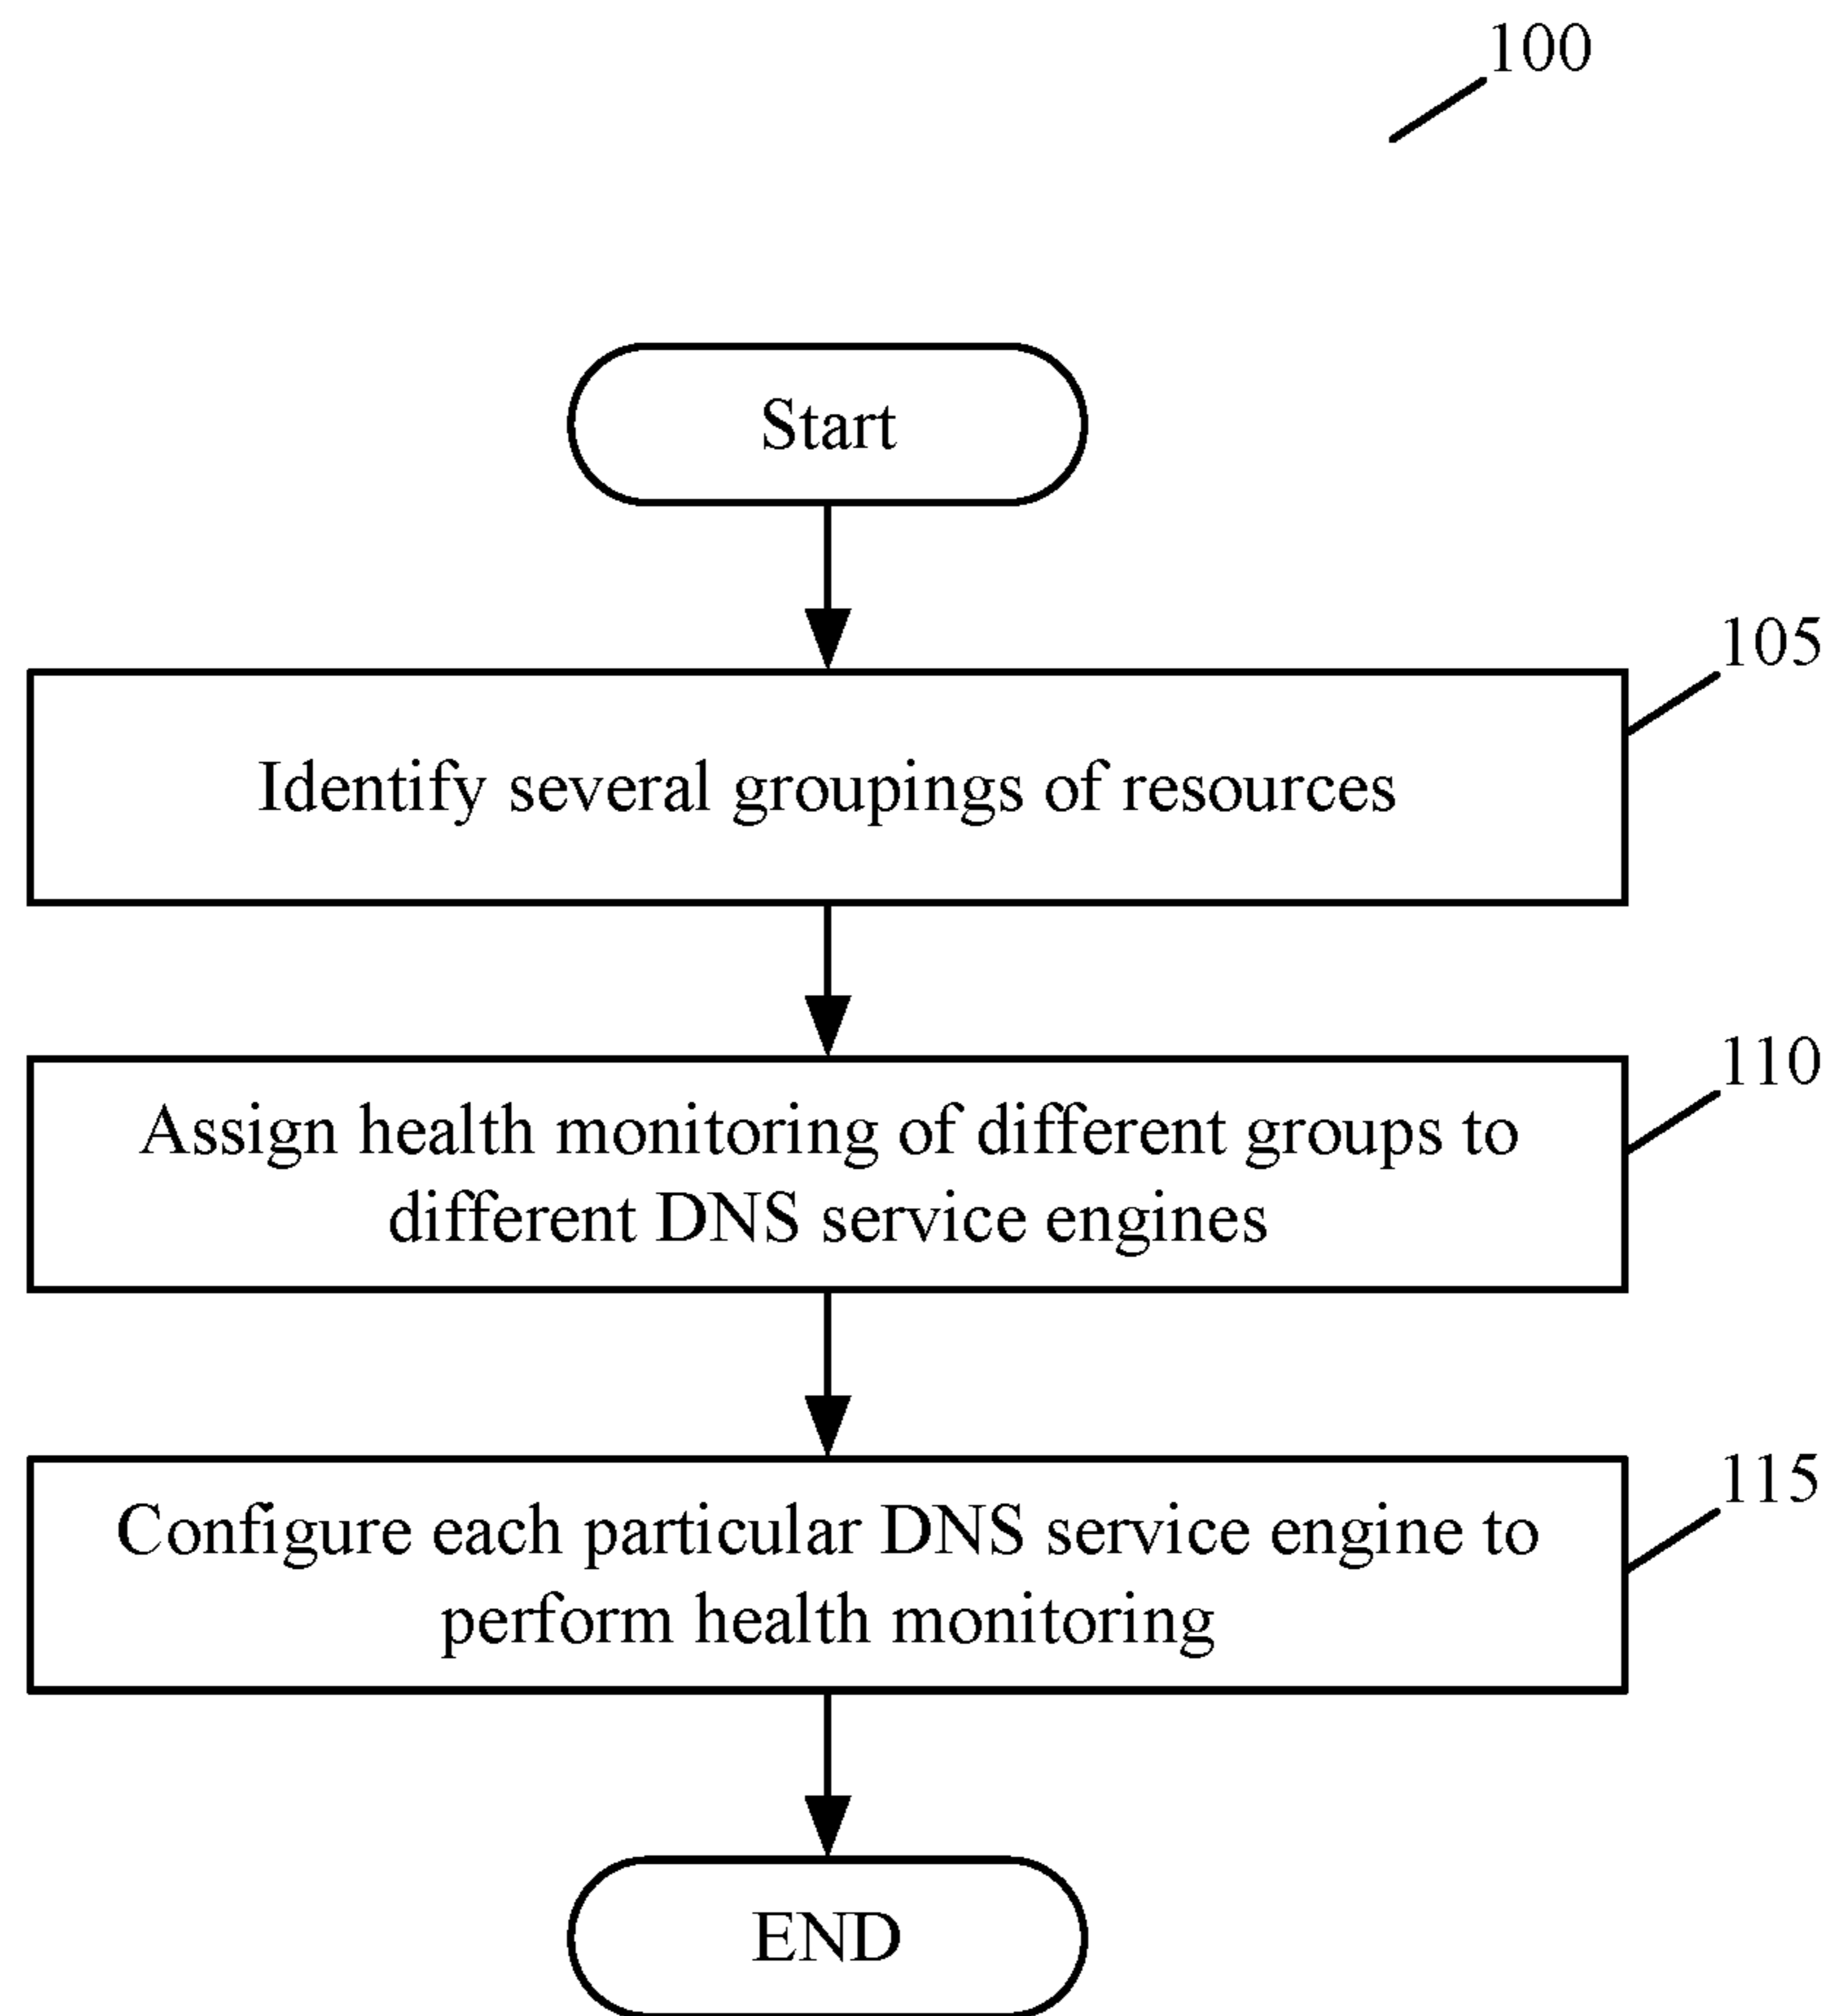 100
Start
105
Identify several groupings of resources
110
Assign health monitoring of different groups to
different DNS service engines
115
Configure each particular DNS service engine to
perform health monitoring
END